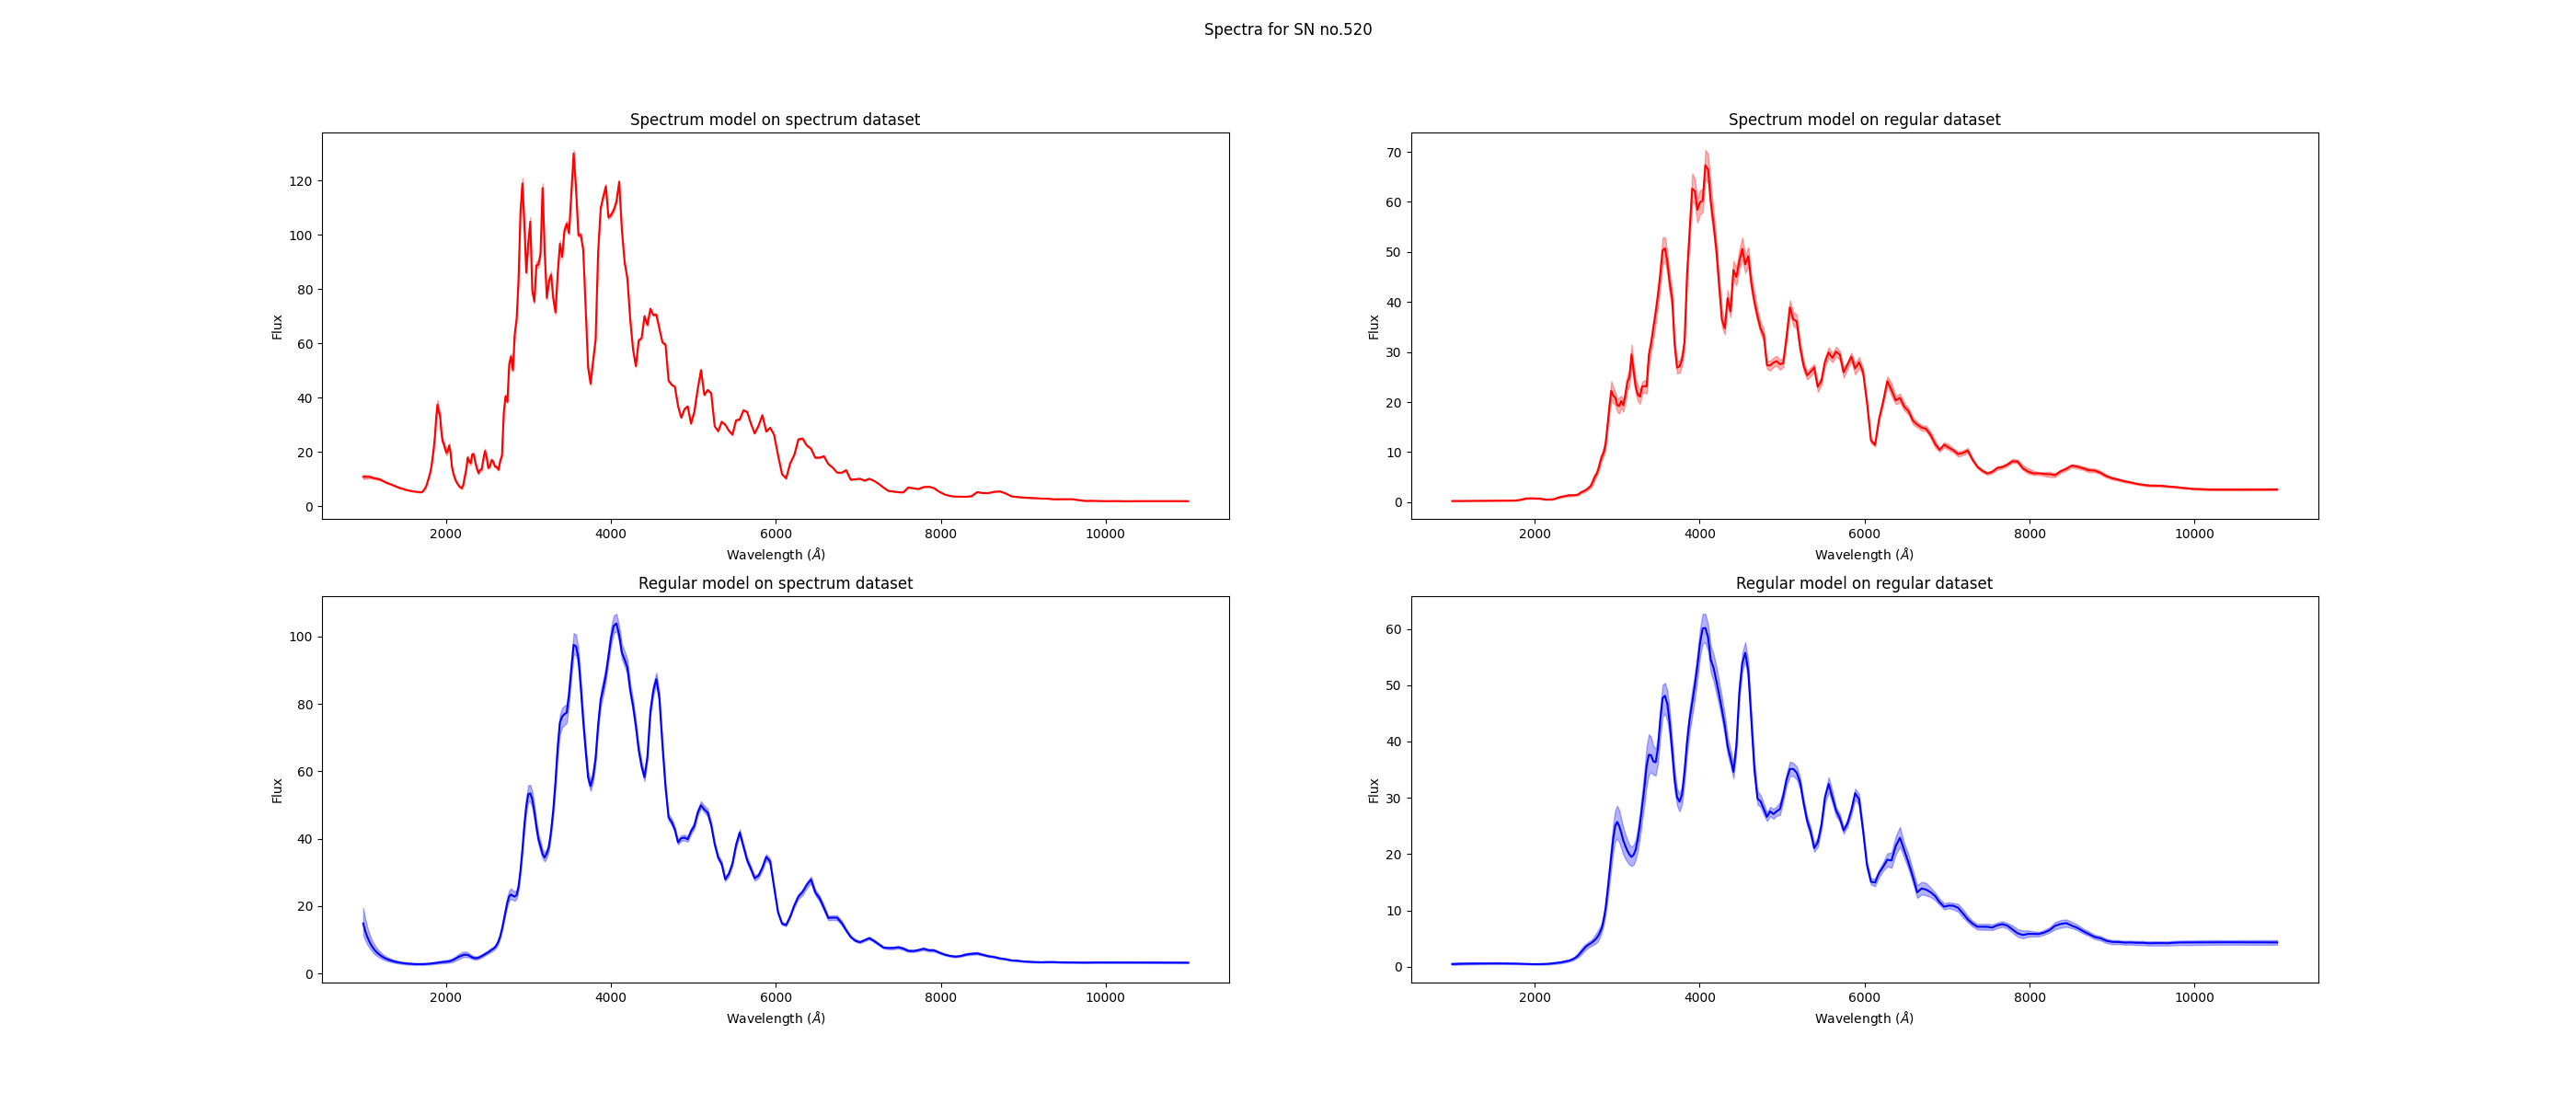 Spectra for SN no.520
Spectrum model on spectrum dataset
120
100
80
60
40
20
0
Flux
2000 4000 6000 8000 10000
Wavelength (Å)
Spectrum model on regular dataset
70
60
50
40
30
20
10
0
Flux
2000 4000 6000 8000 10000
Wavelength (Å)
Regular model on spectrum dataset
100
80
60
40
20
0
Flux
2000 4000 6000 8000 10000
Wavelength (Å)
Regular model on regular dataset
60
50
40
30
20
10
0
Flux
2000 4000 6000 8000 10000
Wavelength (Å)